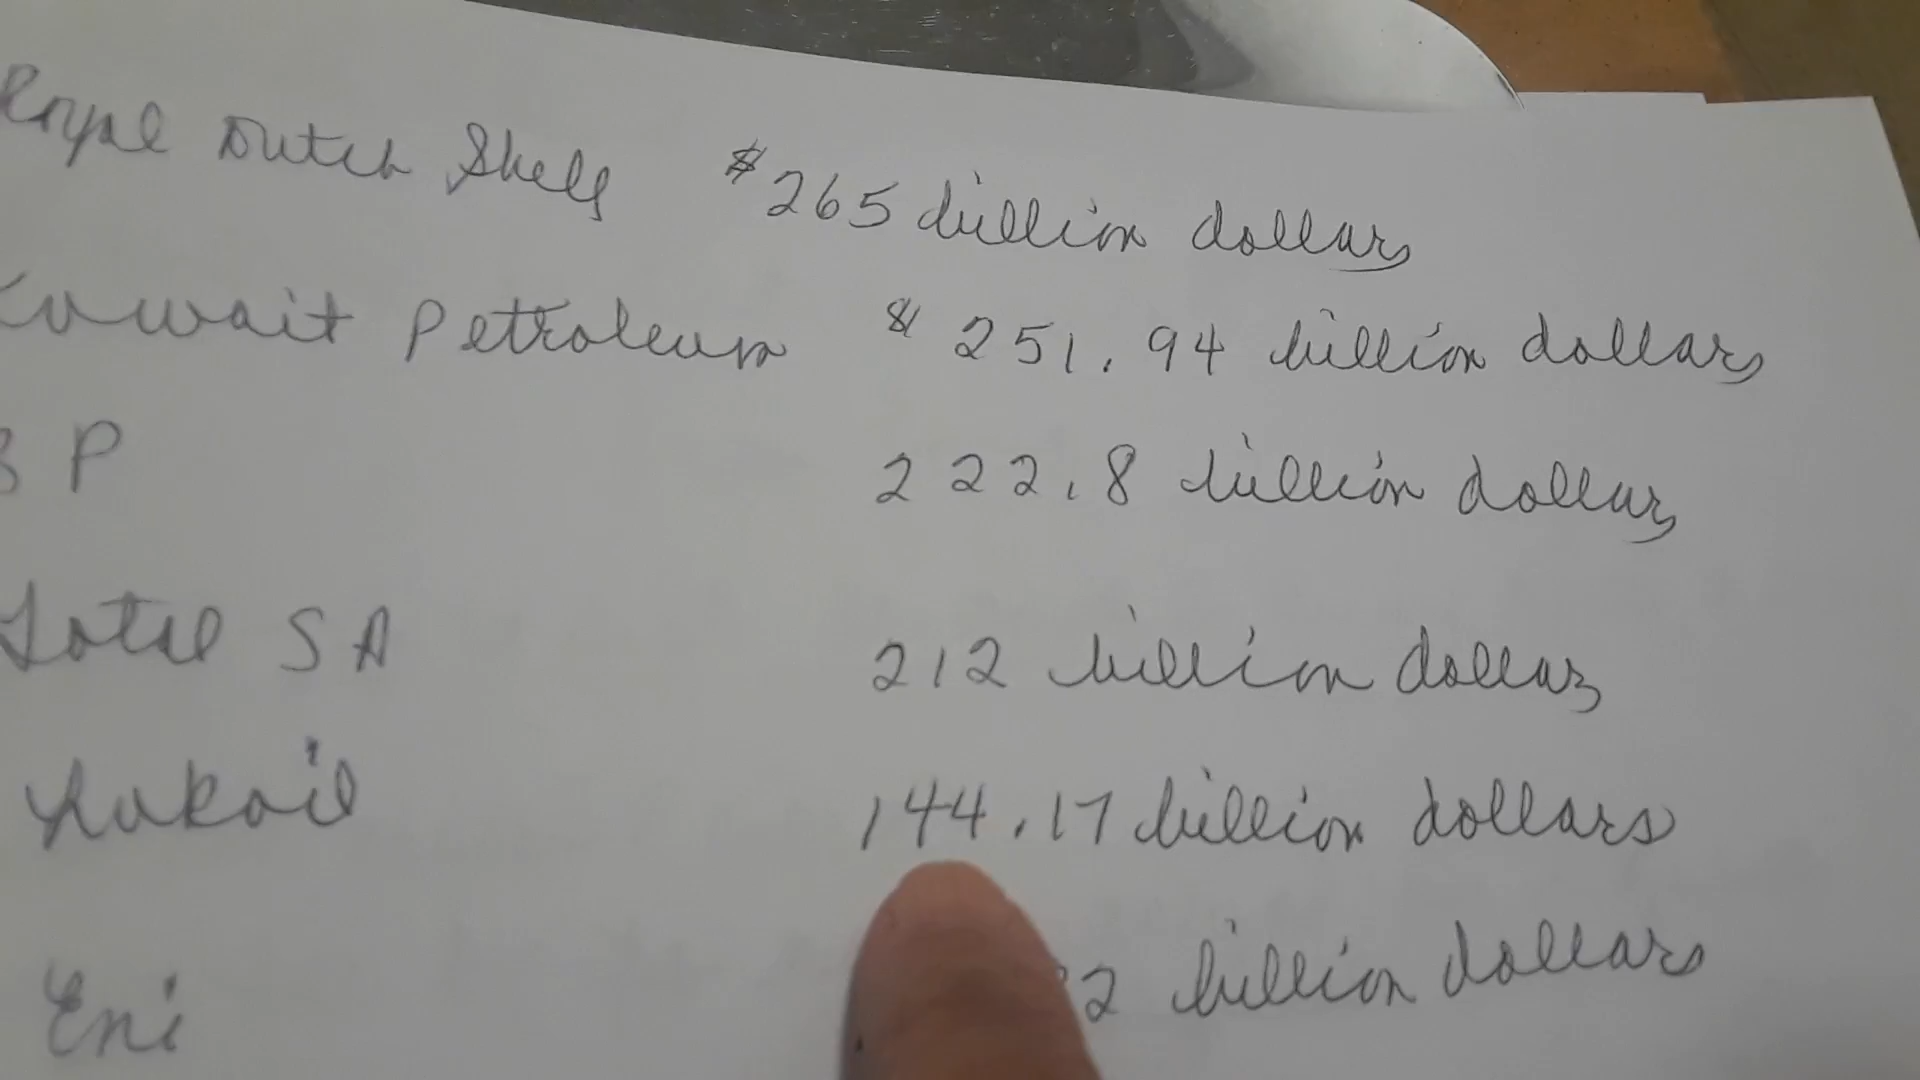 Royal Dutch Shell $265 billion dollars
Kuwait Petroleum $251.94 billion dollars
BP 222.8 billion dollars
Total SA 212 billion dollars
Lukoil 144.17 billion dollars
Eni billion dollars